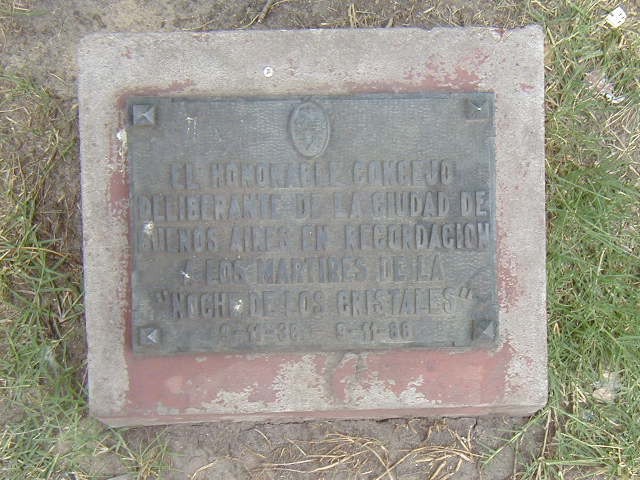 EL HONORABLE CONCEJO
DELIBERANTE DE LA CIUDAD DE
BUENOS AIRES EN RECORDACION
A LOS MARTIRES DE LA
"NOCHE DE LOS CRISTALES"
9-11-38 9-11-88